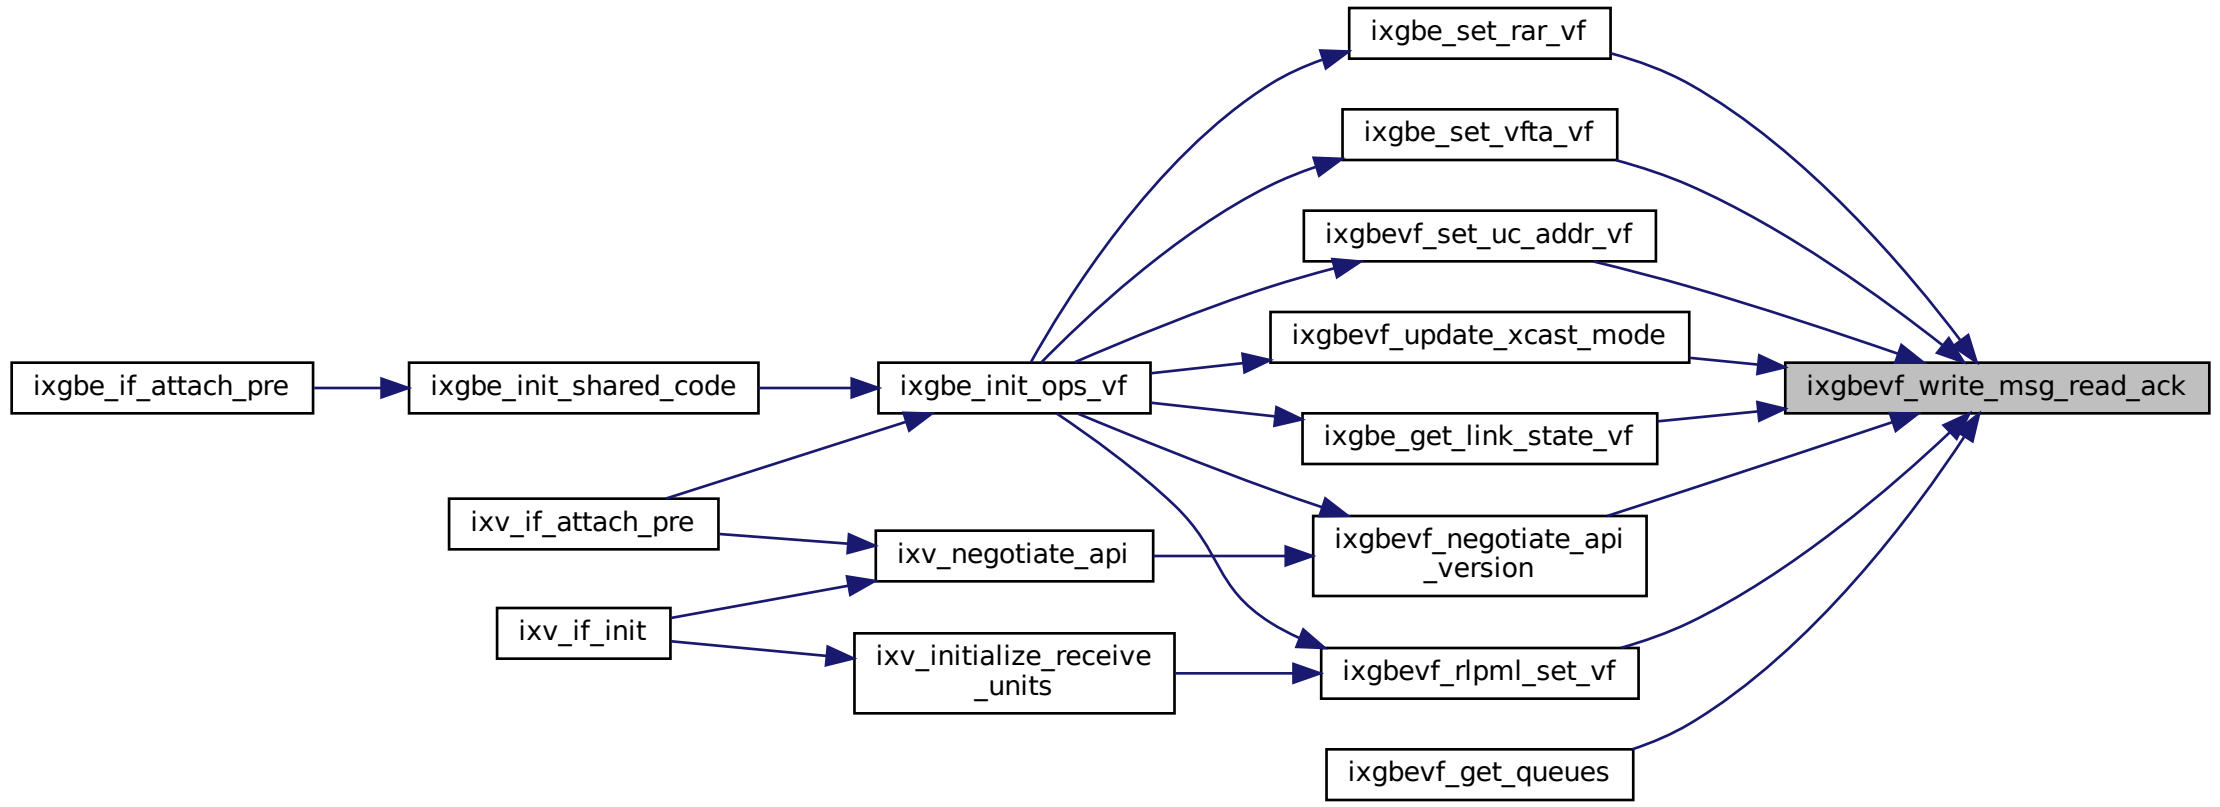 ixgbe_set_rar_vf
ixgbe_set_vfta_vf
ixgbevf_set_uc_addr_vf
ixgbevf_update_xcast_mode
ixgbe_if_attach_pre
ixgbe_init_shared_code
ixgbe_init_ops_vf
ixgbevf_write_msg_read_ack
ixgbe_get_link_state_vf
ixv_if_attach_pre
ixv_negotiate_api
ixgbevf_negotiate_api
_version
ixv_if_init
ixv_initialize_receive
_units
ixgbevf_rlpml_set_vf
ixgbevf_get_queues